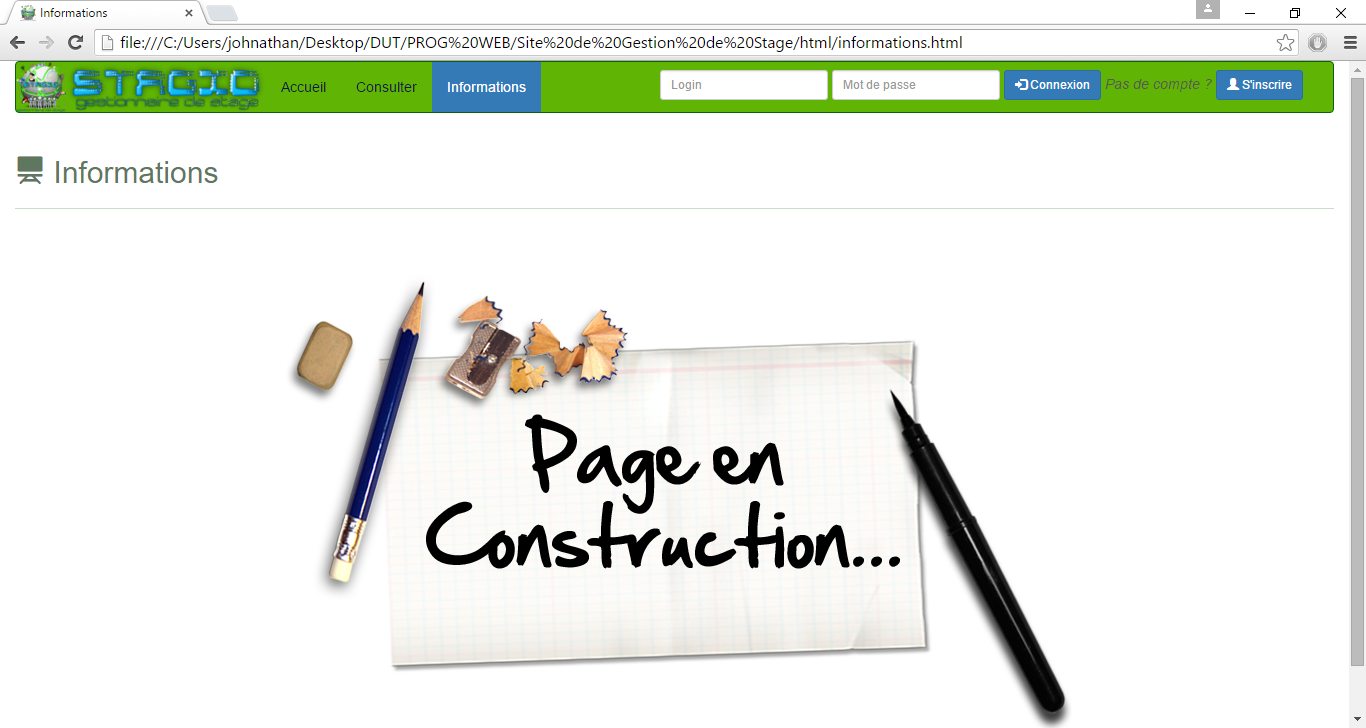 Informations
file:///C:/Users/johnathan/Desktop/DUT/PROG%20WEB/Site%20de%20Gestion%20de%20Stage/html/informations.html
STAGIO
gestionnaire de stage
Accueil Consulter Informations Login Mot de passe Connexion Pas de compte ? S'inscrire
Informations
Page en
Construction...